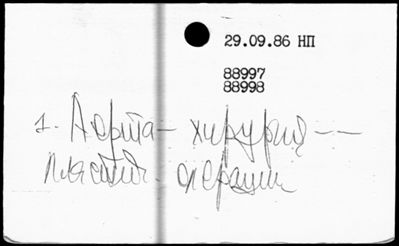 29.09.86 НП
88997
88998
1. Аорта — хирургия --
пластич. операции